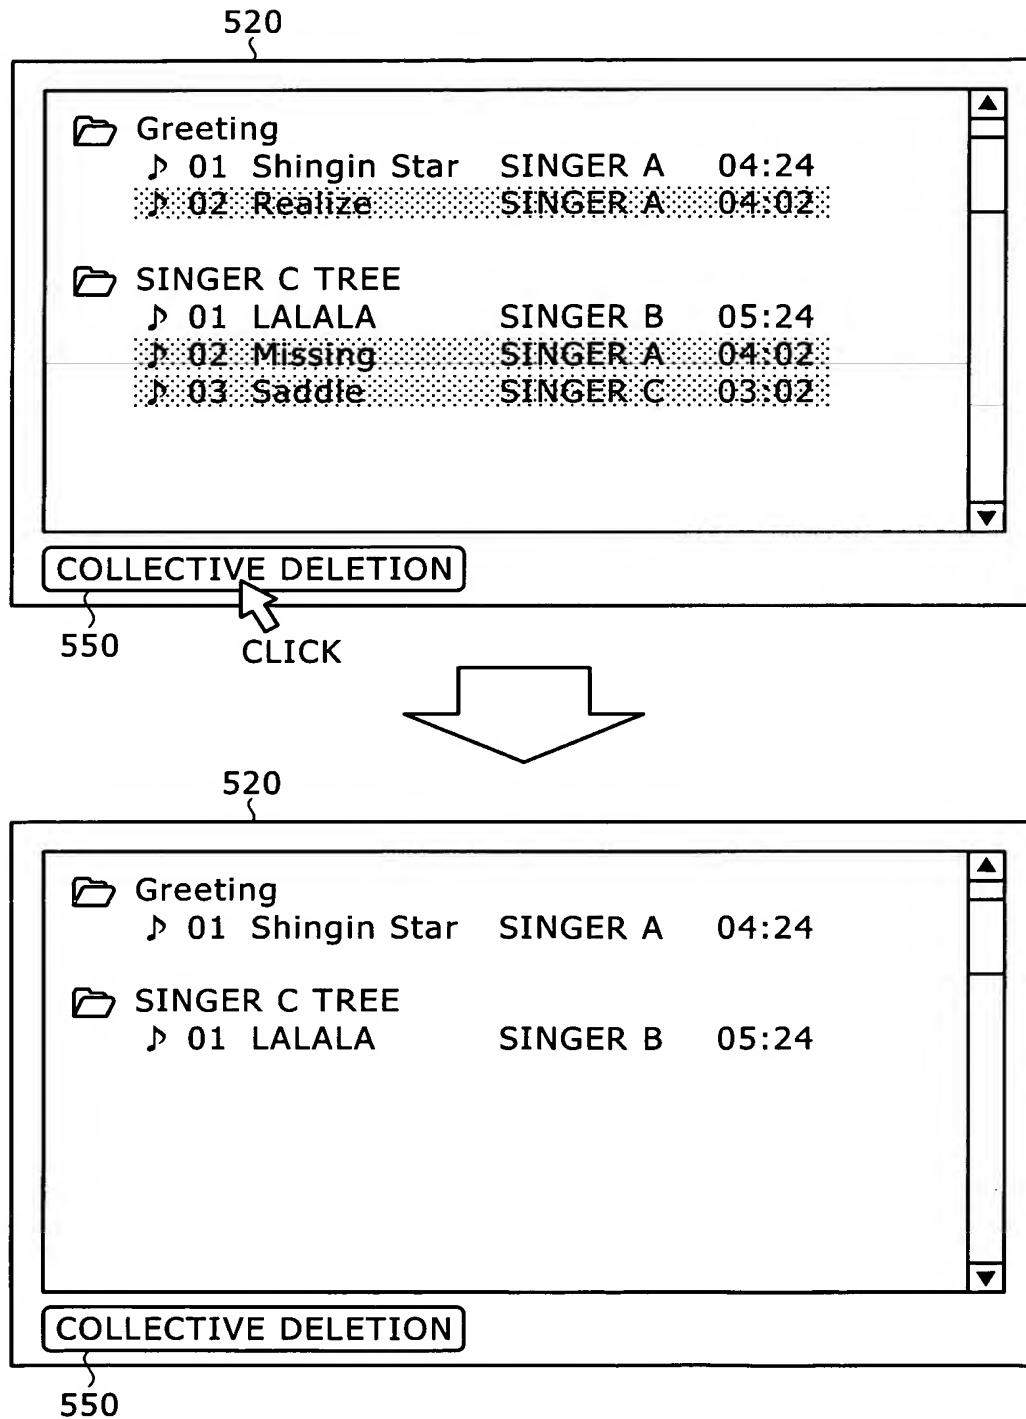 520
Greeting
01 Shingin Star SINGER A 04:24
02 Realize SINGER A 04:02
SINGER C TREE
01 LALALA SINGER B 05:24
02 Missing SINGER A 04:02
03 Saddle SINGER C 03:02
COLLECTIVE DELETION
550
CLICK
520
Greeting
01 Shingin Star SINGER A 04:24
SINGER C TREE
01 LALALA SINGER B 05:24
COLLECTIVE DELETION
550